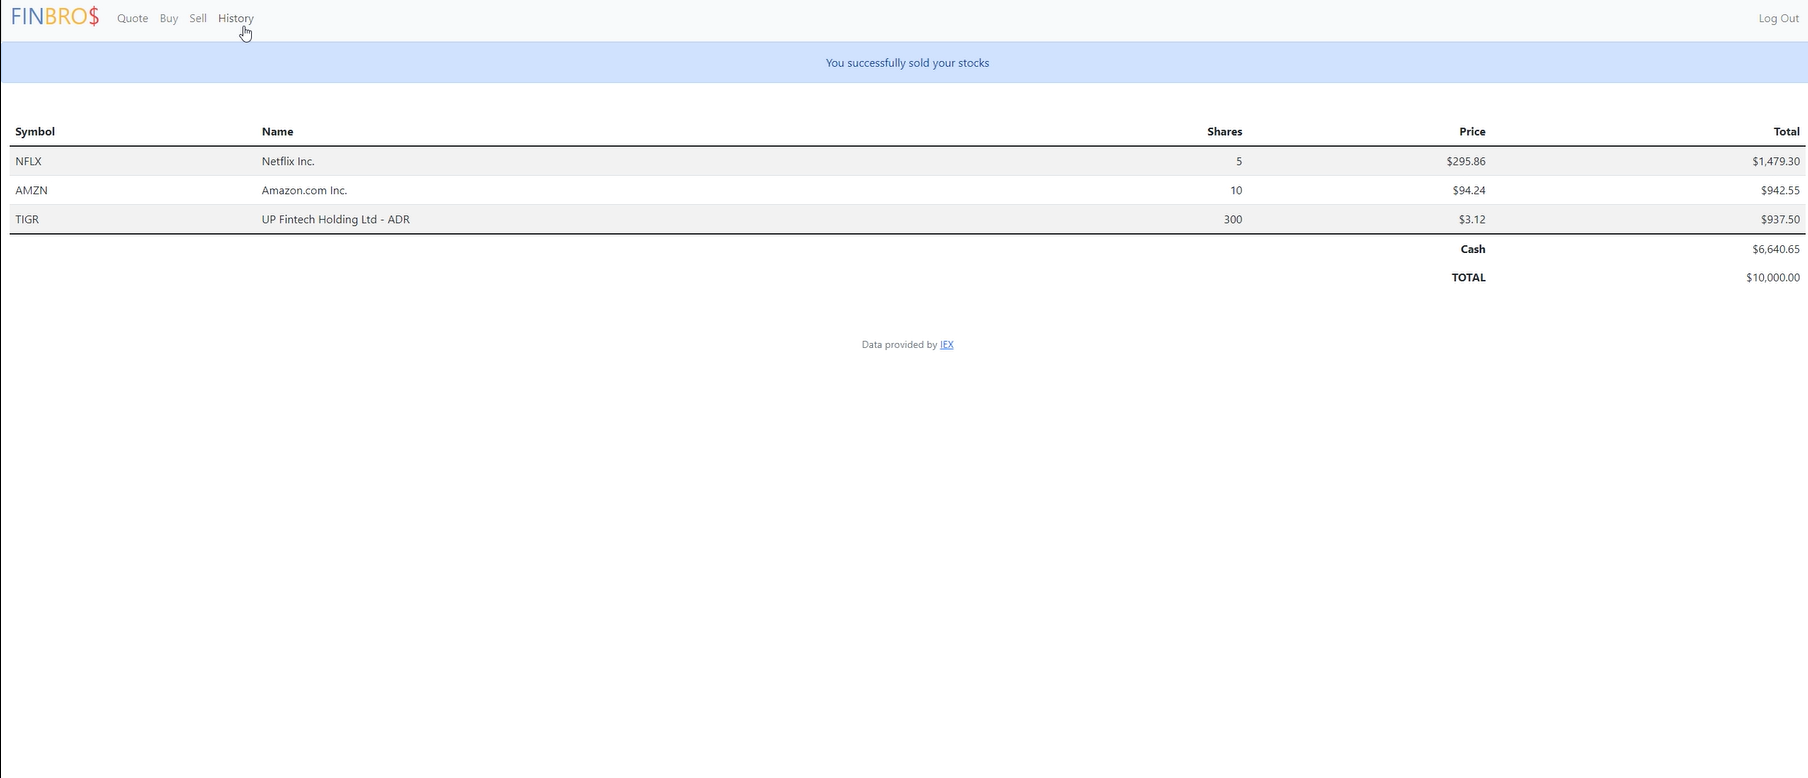 FINBRO$ Quote Buy Sell History Log Out
You successfully sold your stocks
Symbol Name Shares Price Total
NFLX Netflix Inc. 5 $295.86 $1,479.30
AMZN Amazon.com Inc. 10 $94.24 $942.55
TIGR UP Fintech Holding Ltd - ADR 300 $3.12 $937.50
Cash $6,640.65
TOTAL $10,000.00
Data provided by IEX